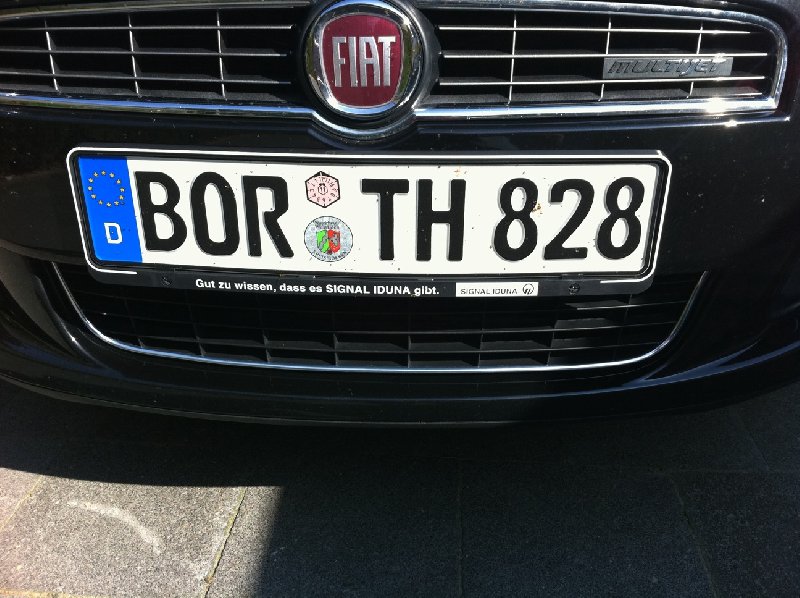 FIAT
MULTIJET
D BOR TH 828
Gut zu wissen, dass es SIGNAL IDUNA gibt. SIGNAL IDUNA